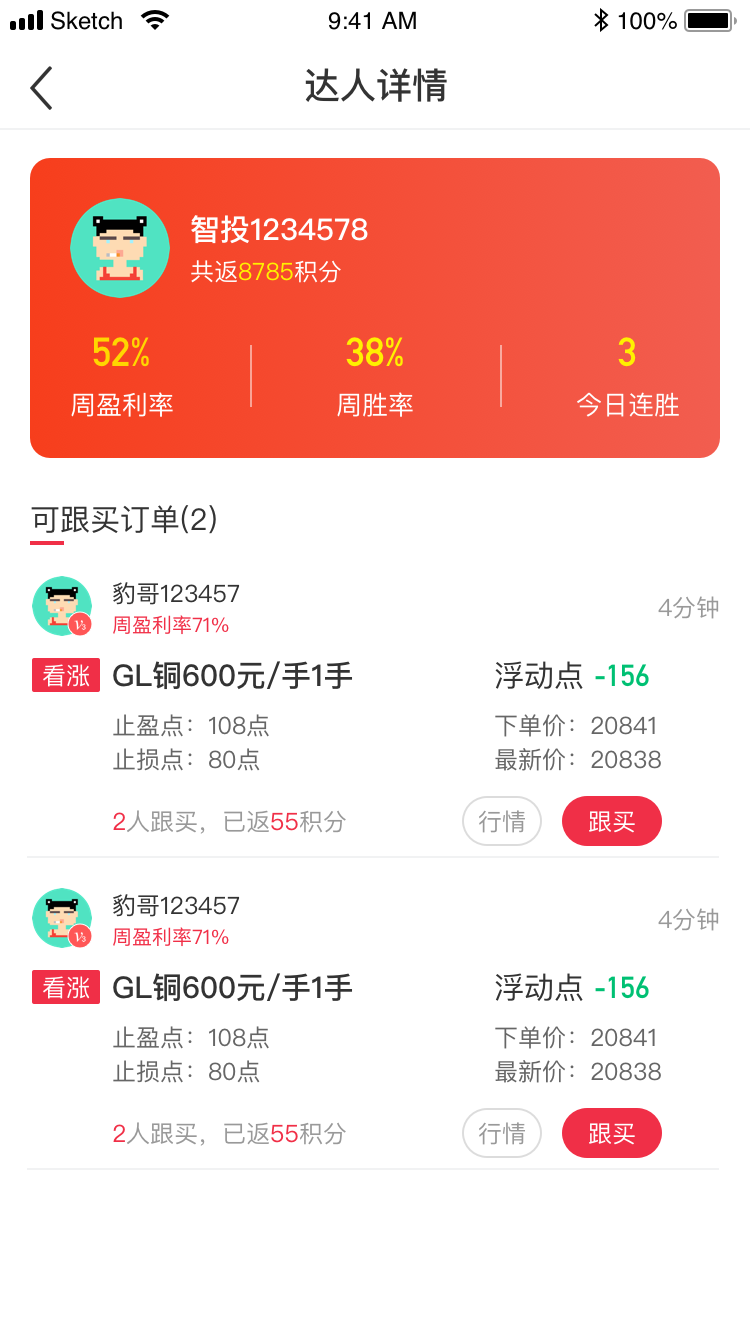 Sketch 9:41 AM 100%
达人详情
智投1234578
共返8785积分
52% 38% 3
周盈利率 周胜率 今日连胜
可跟买订单(2)
豹哥123457
4分钟
V3
周盈利率71%
看涨 GL铜600元/手1手 浮动点 -156
止盈点：108点 下单价：20841
止损点：80点 最新价：20838
2人跟买，已返55积分 行情 跟买
豹哥123457
4分钟
V3
周盈利率71%
看涨 GL铜600元/手1手 浮动点 -156
止盈点：108点 下单价：20841
止损点：80点 最新价：20838
2人跟买，已返55积分 行情 跟买